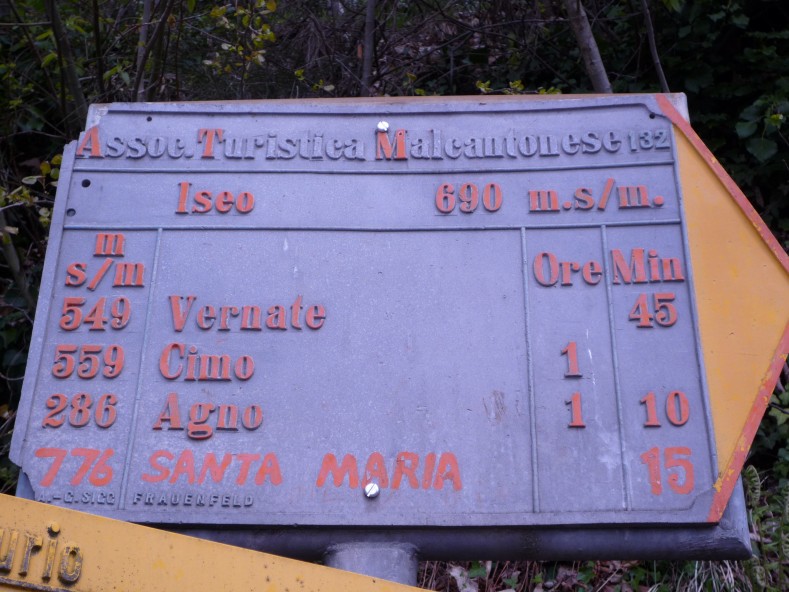 Assoc. Turistica Malcantonese 132
Iseo 690 m.s/m.
m
s/m Ore Min
549 Vernate 45
559 Cimo 1
286 Agno 1 10
776 SANTA MARIA 15
FRAUENFELD